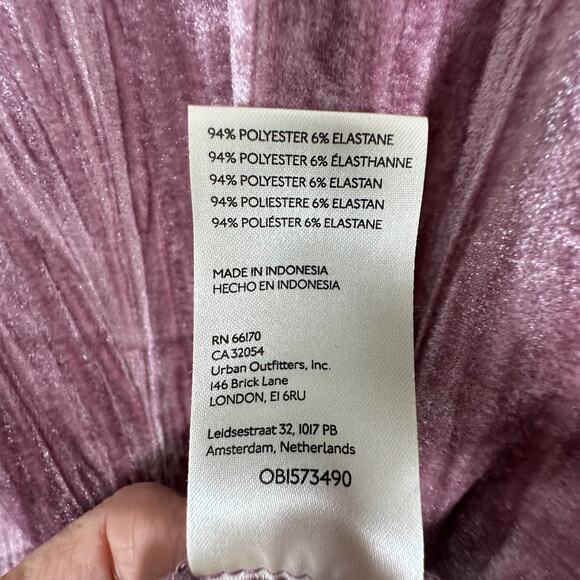 94% POLYESTER 6% ELASTANE
94% POLYESTER 6% ÉLASTHANNE
94% POLYESTER 6% ELASTAN
94% POLIESTERE 6% ELASTAN
94% POLIÉSTER 6% ELASTANE
MADE IN INDONESIA
HECHO EN INDONESIA
RN 66170
CA 32054
Urban Outfitters, Inc.
146 Brick Lane
LONDON, E1 6RU
Leidsestraat 32, 1017 PB
Amsterdam, Netherlands
OB1573490